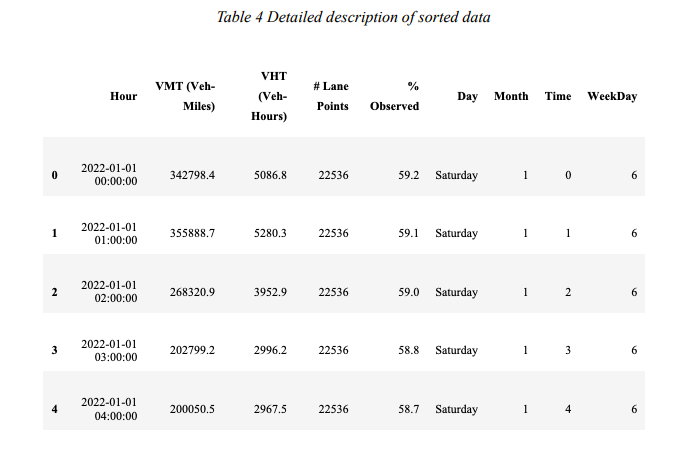 Table 4 Detailed description of sorted data
Hour VMT (Veh-Miles) VHT (Veh-Hours) # Lane Points % Observed Day Month Time WeekDay
0 2022-01-01 00:00:00 342798.4 5086.8 22536 59.2 Saturday 1 0 6
1 2022-01-01 01:00:00 355888.7 5280.3 22536 59.1 Saturday 1 1 6
2 2022-01-01 02:00:00 268320.9 3952.9 22536 59.0 Saturday 1 2 6
3 2022-01-01 03:00:00 202799.2 2996.2 22536 58.8 Saturday 1 3 6
4 2022-01-01 04:00:00 200050.5 2967.5 22536 58.7 Saturday 1 4 6